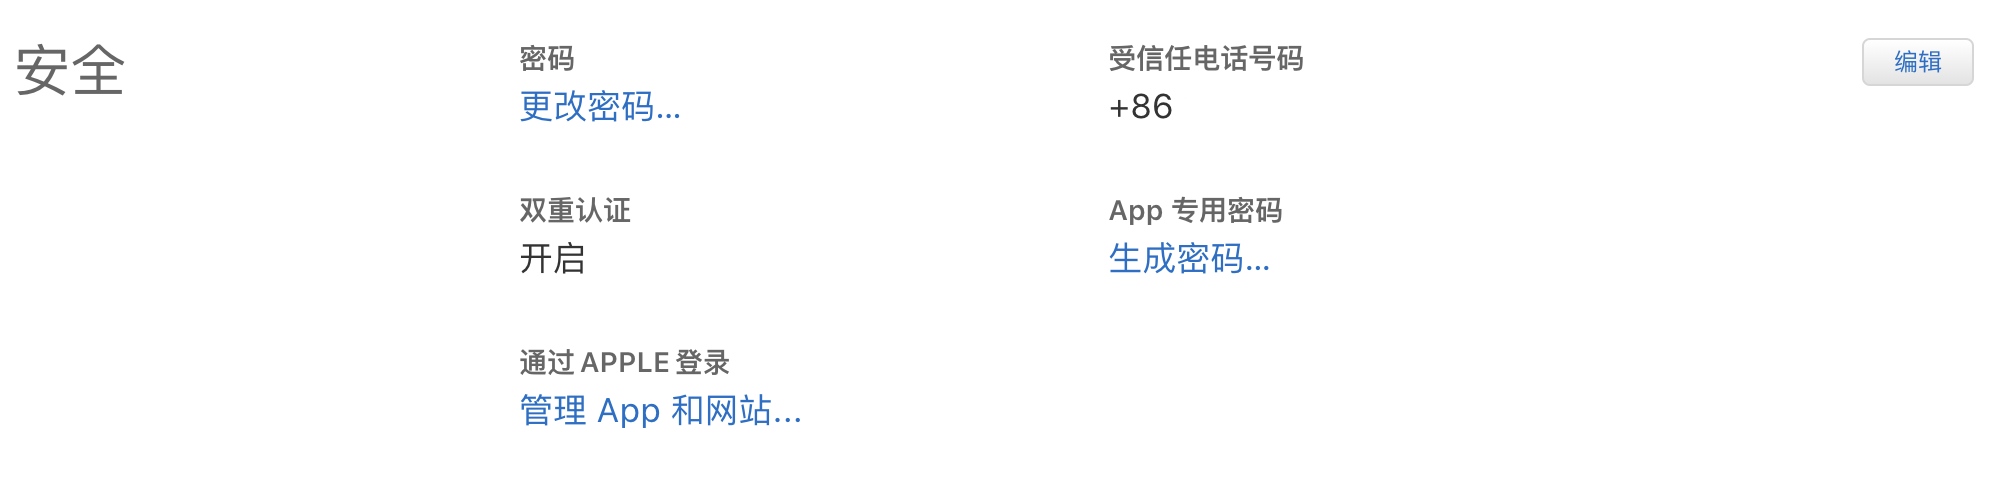 安全
密码
更改密码...
受信任电话号码
+86
编辑
双重认证
开启
App 专用密码
生成密码...
通过 APPLE 登录
管理 App 和网站...